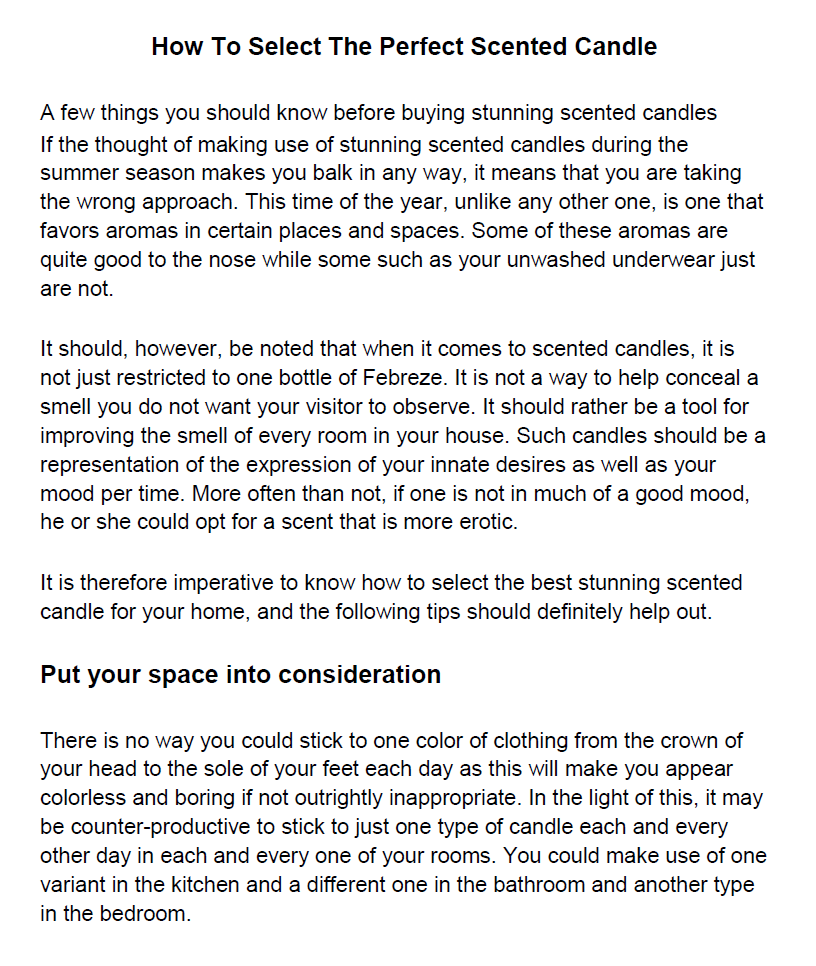 How To Select The Perfect Scented Candle
A few things you should know before buying stunning scented candles
If the thought of making use of stunning scented candles during the
summer season makes you balk in any way, it means that you are taking
the wrong approach. This time of the year, unlike any other one, is one that
favors aromas in certain places and spaces. Some of these aromas are
quite good to the nose while some such as your unwashed underwear just
are not.
It should, however, be noted that when it comes to scented candles, it is
not just restricted to one bottle of Febreze. It is not a way to help conceal a
smell you do not want your visitor to observe. It should rather be a tool for
improving the smell of every room in your house. Such candles should be a
representation of the expression of your innate desires as well as your
mood per time. More often than not, if one is not in much of a good mood,
he or she could opt for a scent that is more erotic.
It is therefore imperative to know how to select the best stunning scented
candle for your home, and the following tips should definitely help out.
Put your space into consideration
There is no way you could stick to one color of clothing from the crown of
your head to the sole of your feet each day as this will make you appear
colorless and boring if not outrightly inappropriate. In the light of this, it may
be counter-productive to stick to just one type of candle each and every
other day in each and every one of your rooms. You could make use of one
variant in the kitchen and a different one in the bathroom and another type
in the bedroom.